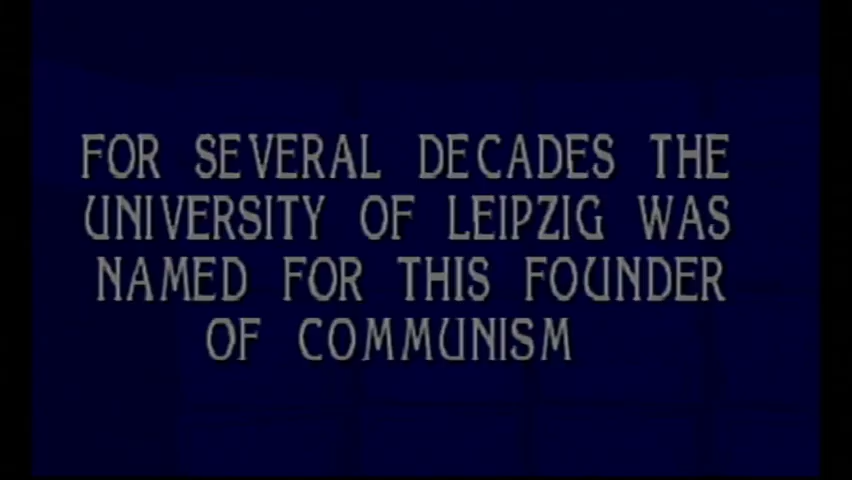 FOR SEVERAL DECADES THE
UNIVERSITY OF LEIPZIG WAS
NAMED FOR THIS FOUNDER
OF COMMUNISM